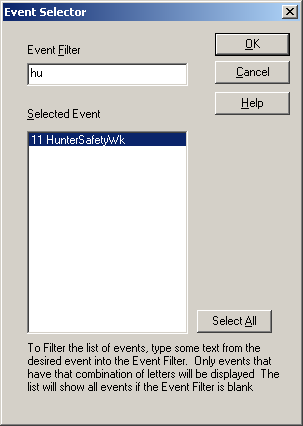 Event Selector
Event Filter
OK
hu
Cancel
Help
Selected Event
11 HunterSafetyWk
Select All
To Filter the list of events, type some text from the
desired event into the Event Filter.  Only events that
have that combination of letters will be displayed  The
list will show all events if the Event Filter is blank